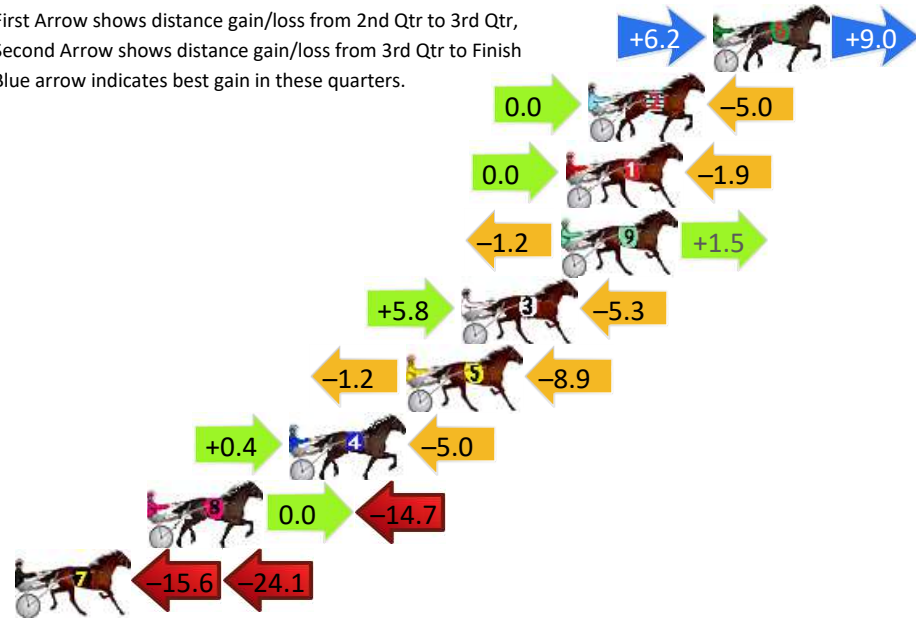 First Arrow shows distance gain/loss from 2nd Qtr to 3rd Qtr,
Second Arrow shows distance gain/loss from 3rd Qtr to Finish
Blue arrow indicates best gain in these quarters.
+6.2 6 +9.0
0.0 2 –5.0
0.0 1 –1.9
–1.2 9 +1.5
+5.8 3 –5.3
–1.2 5 –8.9
+0.4 4 –5.0
8 0.0 –14.7
7 –15.6 –24.1